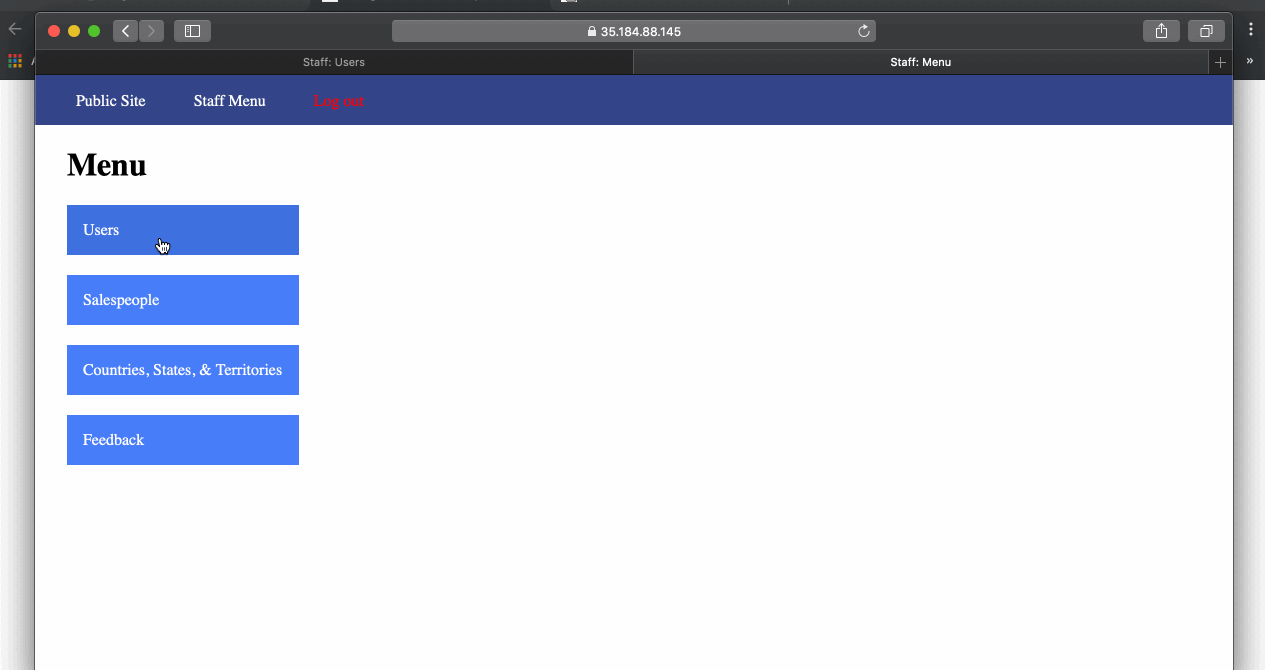 35.184.88.145
Staff: Users
Staff: Menu
Public Site
Staff Menu
Log out
Menu
Users
Salespeople
Countries, States, & Territories
Feedback